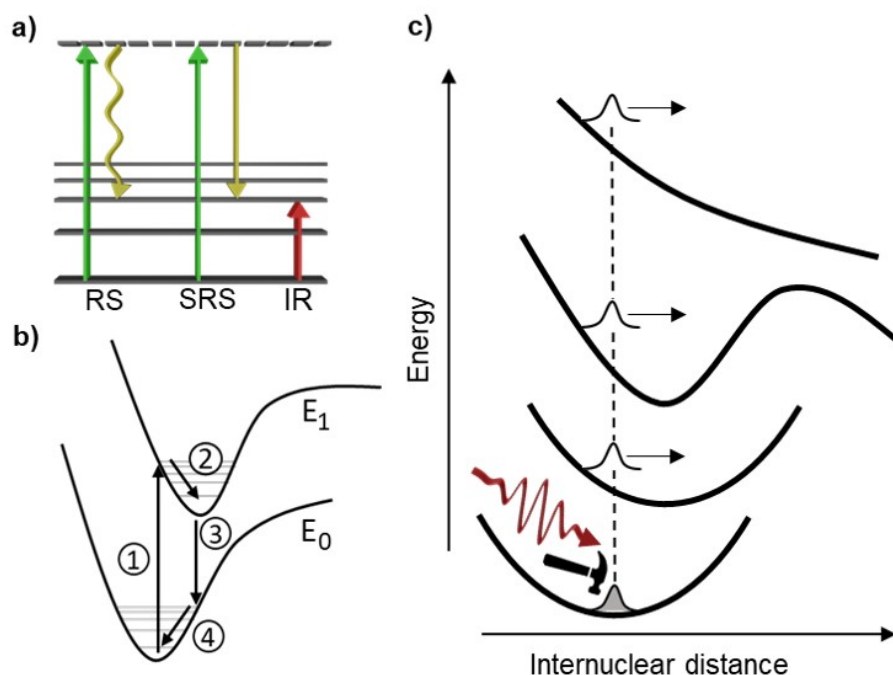 a)
RS SRS IR
b)
E₁
②
①
③
E₀
④
c)
Energy
Internuclear distance